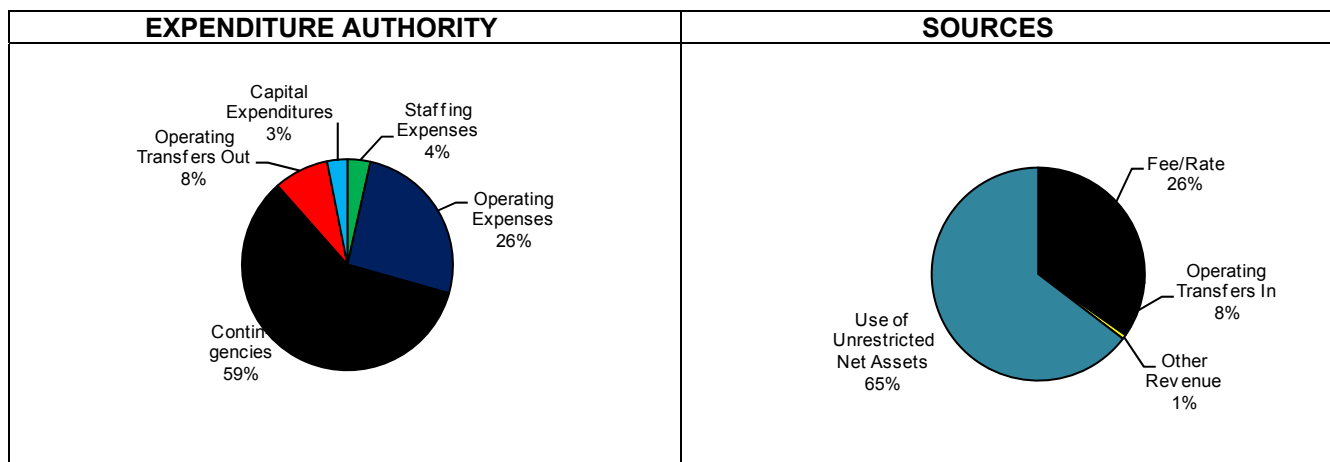 EXPENDITURE AUTHORITY
Capital
Expenditures
3%
Staffing
Expenses
4%
Operating
Transfers Out
8%
Operating
Expenses
26%
Contin
gencies
59%
SOURCES
Fee/Rate
26%
Operating
Transfers In
8%
Use of
Unrestricted
Net Assets
65%
Other
Revenue
1%